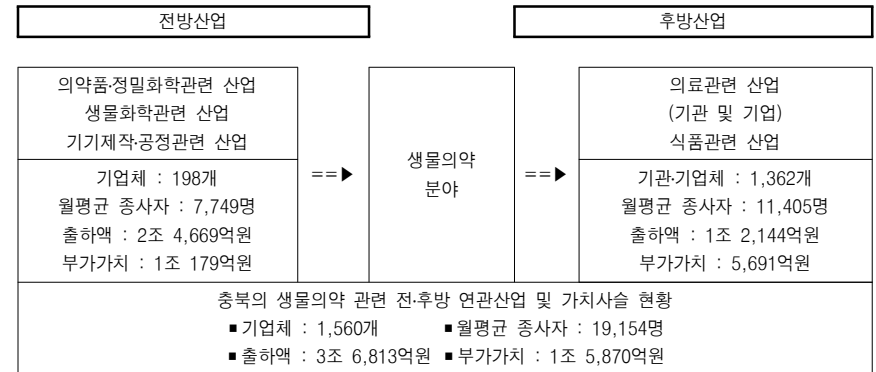 전방산업
후방산업
의약품·정밀화학관련 산업
생물화학관련 산업
기기제작·공정관련 산업
기업체 : 198개
월평균 종사자 : 7,749명
출하액 : 2조 4,669억원
부가가치 : 1조 179억원
==▶
생물의약
분야
==▶
의료관련 산업
(기관 및 기업)
식품관련 산업
기관·기업체 : 1,362개
월평균 종사자 : 11,405명
출하액 : 1조 2,144억원
부가가치 : 5,691억원
충북의 생물의약 관련 전·후방 연관산업 및 가치사슬 현황
■ 기업체 : 1,560개 ■ 월평균 종사자 : 19,154명
■ 출하액 : 3조 6,813억원 ■ 부가가치 : 1조 5,870억원